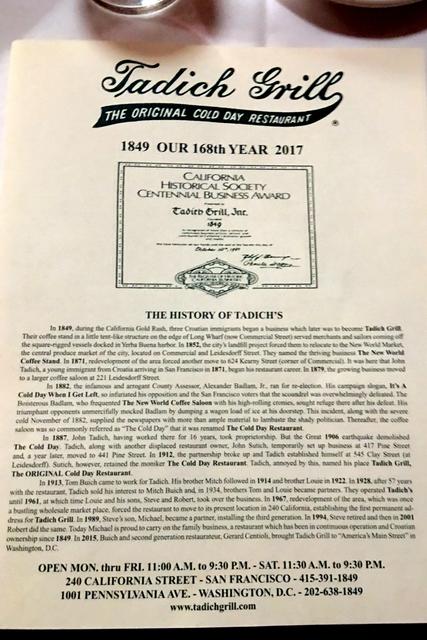 Tadich Grill
THE ORIGINAL COLD DAY RESTAURANT
®
1849 OUR 168th YEAR 2017
CALIFORNIA
HISTORICAL SOCIETY
CENTENNIAL BUSINESS AWARD
Tadich Grill, Inc.
1849
THE HISTORY OF TADICH'S
In 1849, during the California Gold Rush, three Croatian immigrants began a business which later was to become Tadich Grill.
Their coffee stand in a little tent-like structure on the edge of Long Wharf (now Commercial Street) served merchants and sailors coming off
the square-rigged vessels docked in Yerba Buena harbor. In 1852, the city's landfill project forced them to relocate to the New World Market,
the central produce market of the city, located on Commercial and Leidesdorff Street. They named the thriving business The New World
Coffee Stand. In 1871, redevelopment of the area forced another move to 624 Kearny Street (corner of Commercial). It was here that John
Tadich, a young immigrant from Croatia arriving in San Francisco in 1871, began his restaurant career. In 1879, the growing business moved
to a larger coffee saloon at 221 Leidesdorff Street.
In 1882, the infamous and arrogant County Assessor, Alexander Badlam, Jr., ran for re-election. His campaign slogan, It's A
Cold Day When I Get Left, so infuriated his opposition and the San Francisco voters that the scoundrel was overwhelmingly defeated. The
Boisterous Badlam, who frequented The New World Coffee Saloon with his high-rolling cronies, sought refuge there after his defeat. His
triumphant opponents unmercifully mocked Badlam by dumping a wagon load of ice at his doorstep. This incident, along with the severe
cold November of 1882, supplied the newspapers with more than ample material to lambaste the shady politician. Thereafter, the coffee
saloon was so commonly referred to as "The Cold Day" that it was renamed The Cold Day Restaurant.
In 1887, John Tadich, having worked there for 16 years, took proprietorship. But the Great 1906 earthquake demolished
The Cold Day. Tadich, along with another displaced restaurant owner, John Sutich, temporarily set up business at 417 Pine Street
and, a year later, moved to 441 Pine Street. In 1912, the partnership broke up and Tadich established himself at 545 Clay Street (at
Leidesdorff). Sutich, however, retained the moniker The Cold Day Restaurant. Tadich, annoyed by this, named his place Tadich Grill,
THE ORIGINAL Cold Day Restaurant.
In 1913, Tom Buich came to work for Tadich. His brother Mitch followed in 1914 and brother Louie in 1922. In 1928, after 57 years
with the restaurant, Tadich sold his interest to Mitch Buich and, in 1934, brothers Tom and Louie became partners. They operated Tadich's
until 1961, at which time Louie and his sons, Steve and Robert, took over the business. In 1967, redevelopment of the area, which was once
a bustling wholesale market place, forced the restaurant to move to its present location in 240 California, establishing the first permanent ad-
dress for Tadich Grill. In 1989, Steve's son, Michael, became a partner, installing the third generation. In 1994, Steve retired and then in 2001
Robert did the same. Today Michael is proud to carry on the family business, a restaurant which has been in continuous operation and Croatian
ownership since 1849. In 2015, Buich and second generation restaurateur, Gerard Centioli, brought Tadich Grill to "America's Main Street" in
Washington, D.C.
OPEN MON. thru FRI. 11:00 A.M. to 9:30 P.M. - SAT. 11:30 A.M. to 9:30 P.M.
240 CALIFORNIA STREET - SAN FRANCISCO - 415-391-1849
1001 PENNSYLVANIA AVE. - WASHINGTON, D.C. - 202-638-1849
www.tadichgrill.com